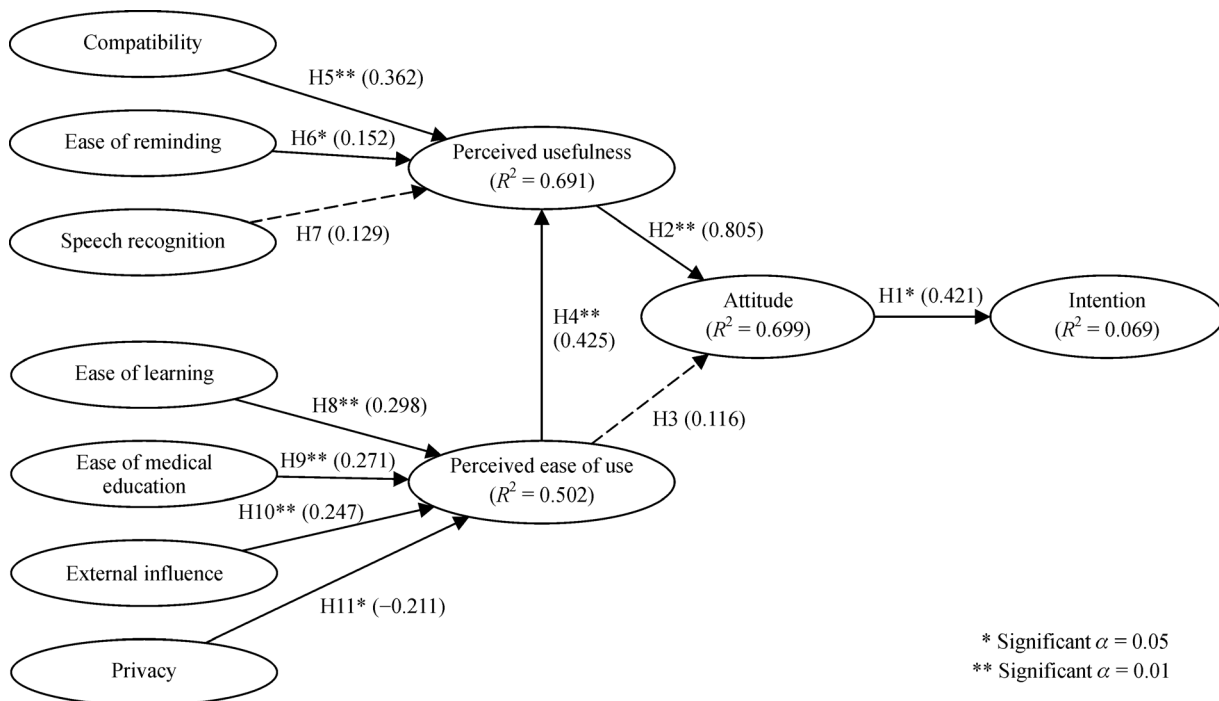 Compatibility
H5** (0.362)
Ease of reminding
H6* (0.152)
Perceived usefulness
(R² = 0.691)
Speech recognition
H7 (0.129)
H2** (0.805)
Attitude
(R² = 0.699)
H1* (0.421)
Intention
(R² = 0.069)
H4**
(0.425)
Ease of learning
H8** (0.298)
H3 (0.116)
Ease of medical
education
H9** (0.271)
Perceived ease of use
(R² = 0.502)
H10** (0.247)
External influence
H11* (−0.211)
Privacy
* Significant α = 0.05
** Significant α = 0.01